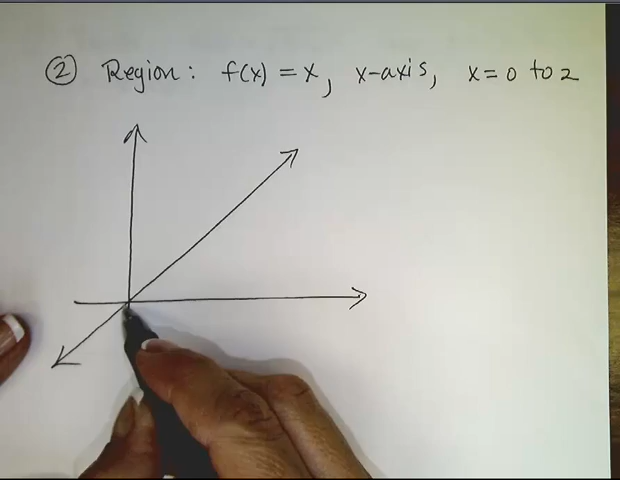 ② Region: f(x) = x, x-axis, x = 0 to 2